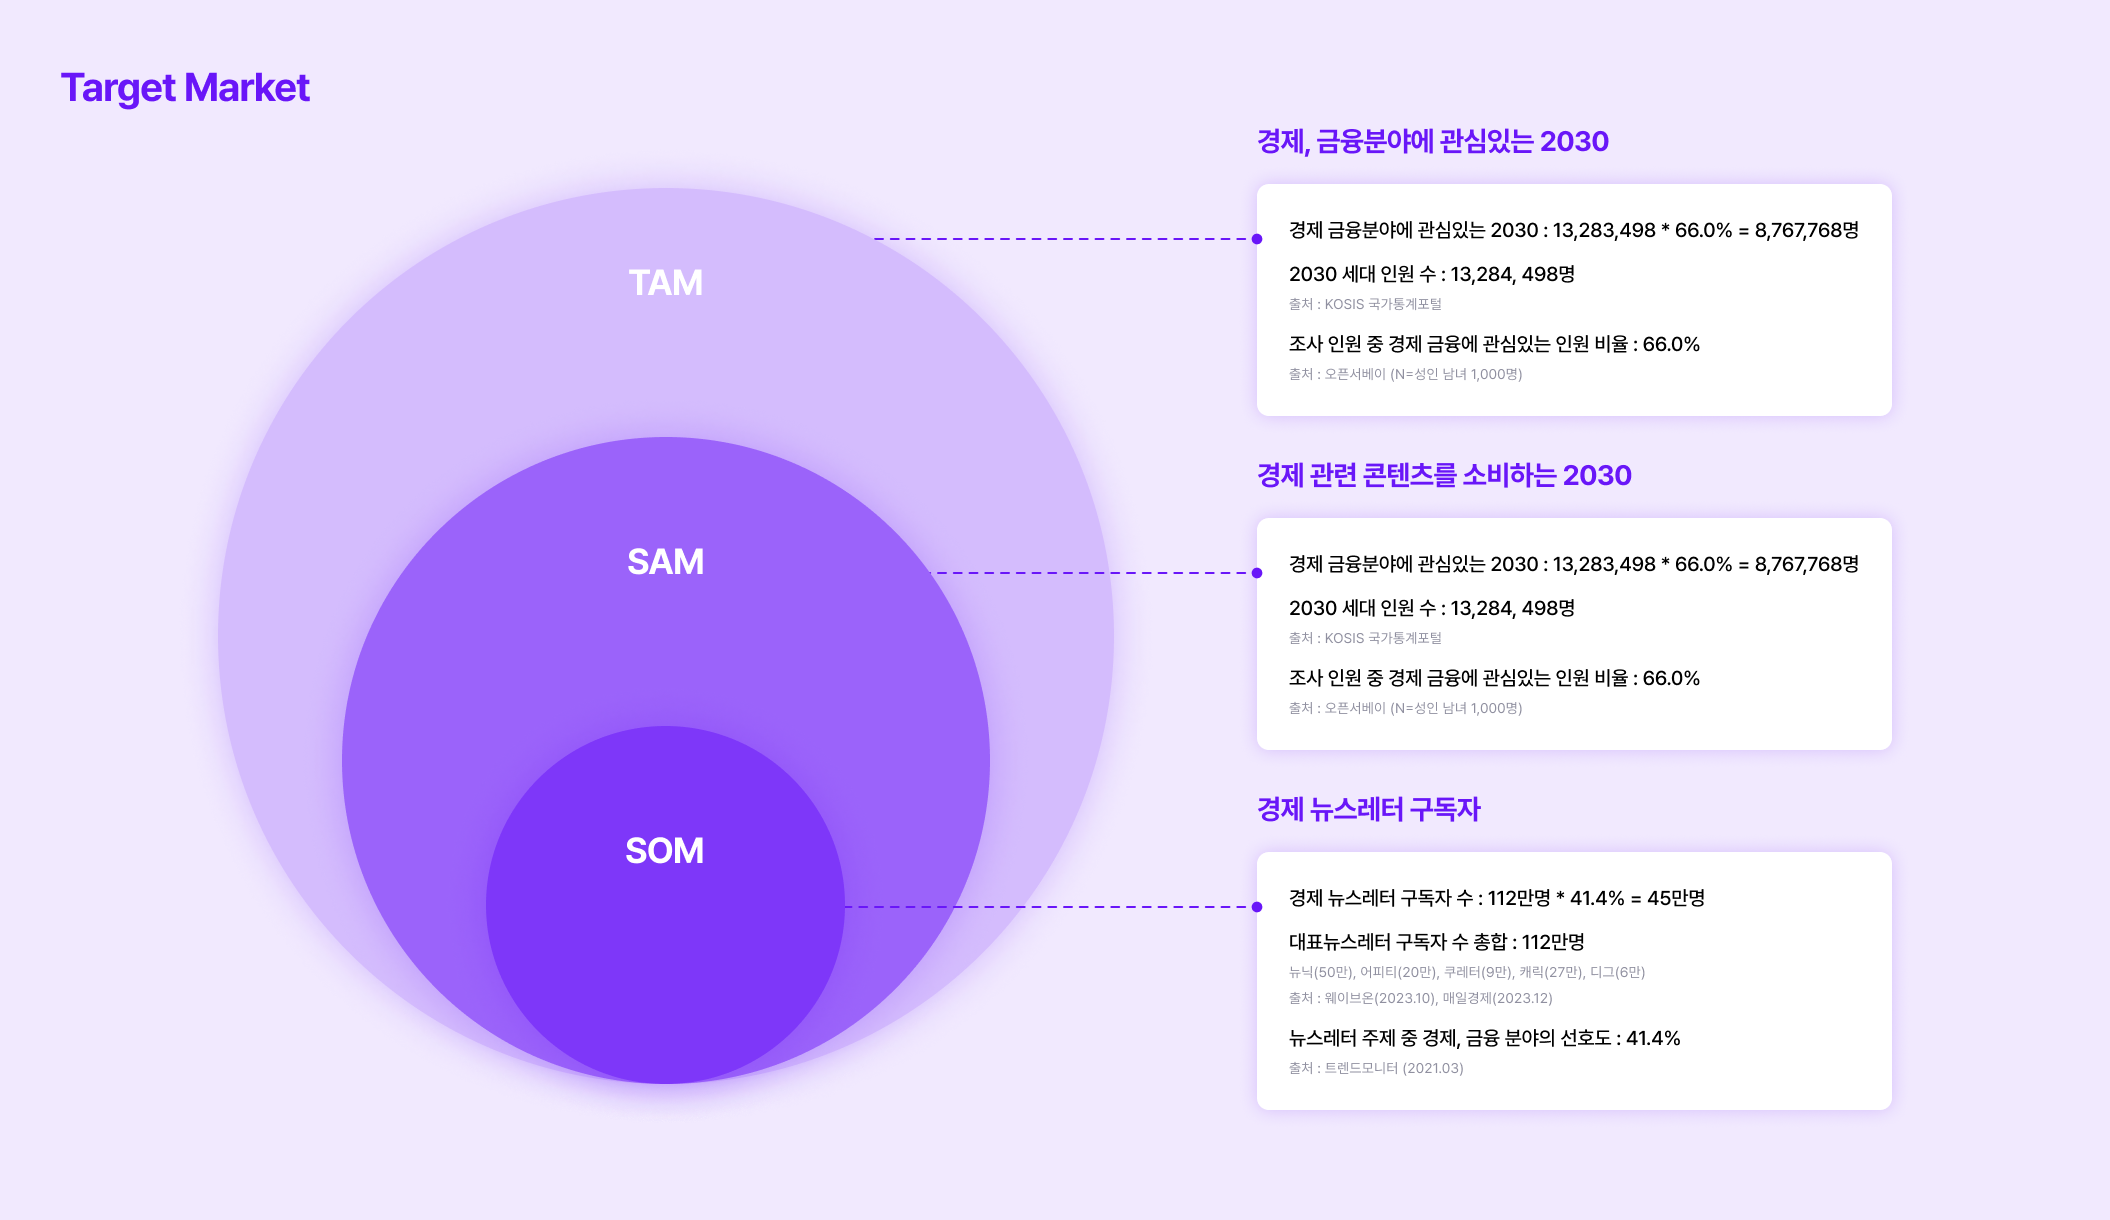 Target Market
TAM
SAM
SOM
경제, 금융분야에 관심있는 2030
경제 금융분야에 관심있는 2030 : 13,283,498 * 66.0% = 8,767,768명
2030 세대 인원 수 : 13,284, 498명
출처 : KOSIS 국가통계포털
조사 인원 중 경제 금융에 관심있는 인원 비율 : 66.0%
출처 : 오픈서베이 (N=성인 남녀 1,000명)
경제 관련 콘텐츠를 소비하는 2030
경제 금융분야에 관심있는 2030 : 13,283,498 * 66.0% = 8,767,768명
2030 세대 인원 수 : 13,284, 498명
출처 : KOSIS 국가통계포털
조사 인원 중 경제 금융에 관심있는 인원 비율 : 66.0%
출처 : 오픈서베이 (N=성인 남녀 1,000명)
경제 뉴스레터 구독자
경제 뉴스레터 구독자 수 : 112만명 * 41.4% = 45만명
대표뉴스레터 구독자 수 총합 : 112만명
뉴닉(50만), 어피티(20만), 쿠레터(9만), 캐릿(27만), 디그(6만)
출처 : 웨이브온(2023.10), 매일경제(2023.12)
뉴스레터 주제 중 경제, 금융 분야의 선호도 : 41.4%
출처 : 트렌드모니터 (2021.03)